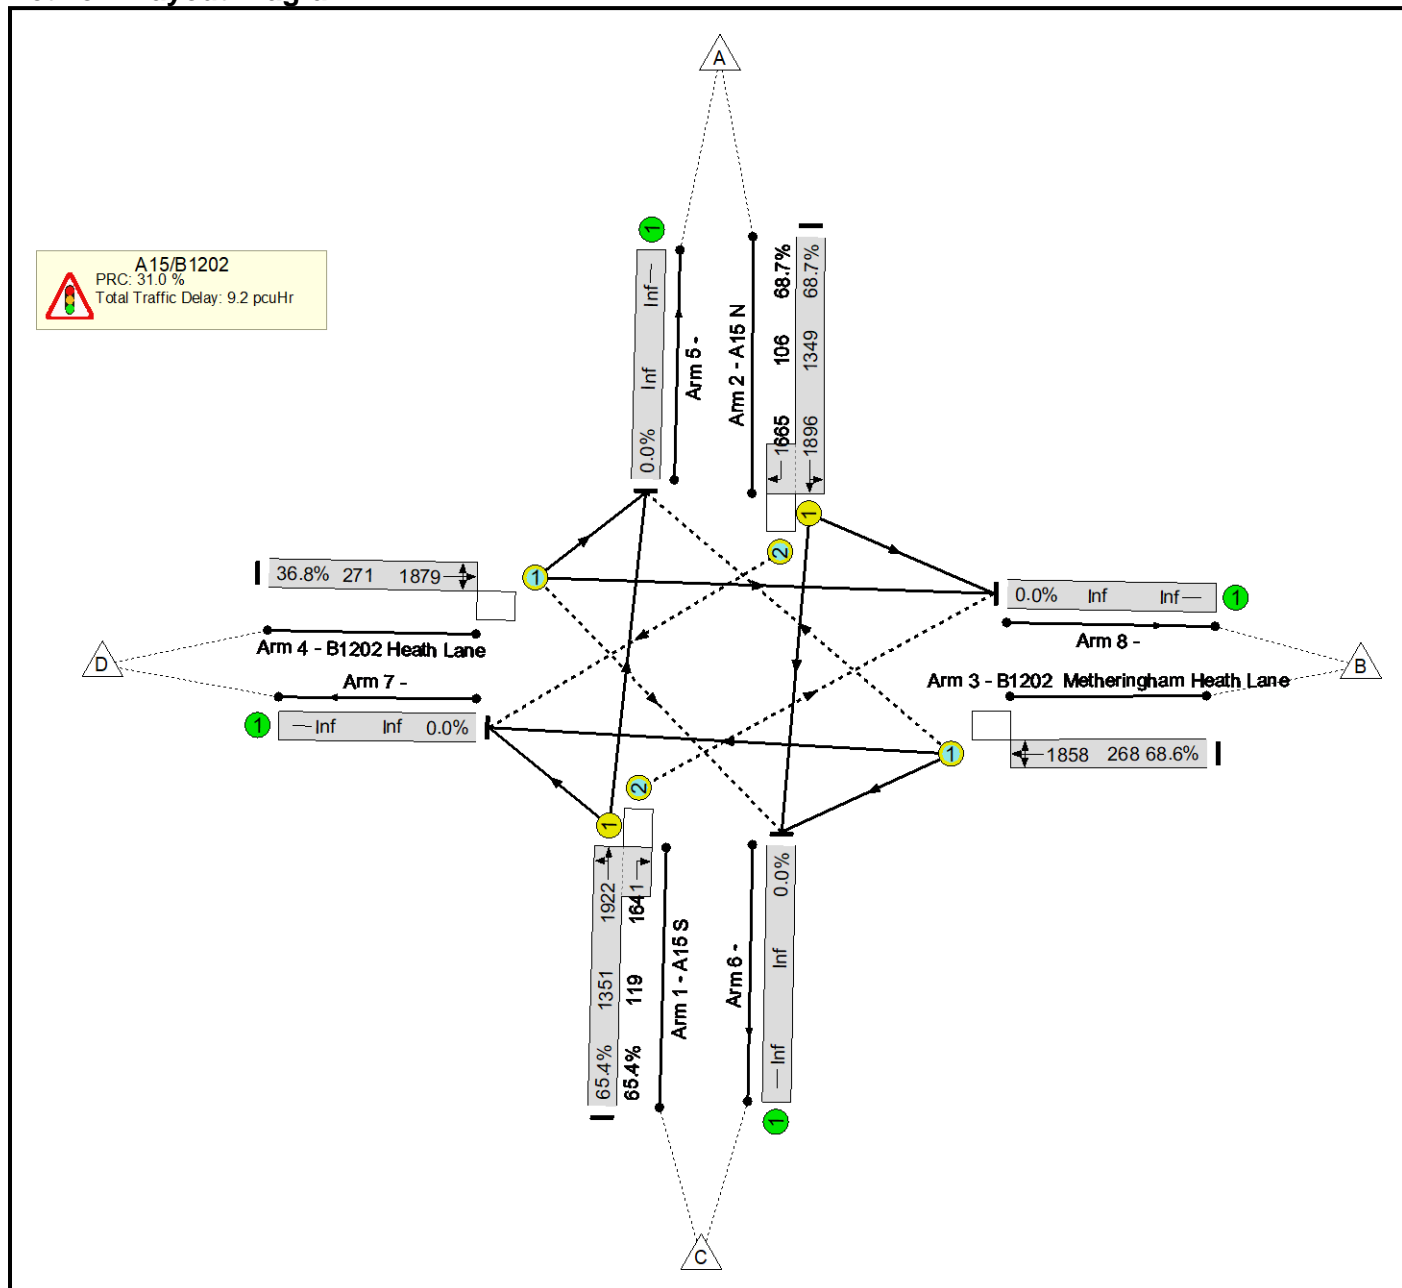 A
A15/B1202
PRC: 31.0 %
Total Traffic Delay: 9.2 pcuHr
1
Inf
Inf
0.0%
Arm 5 -
Arm 2 - A15 N
68.7%
106
1665
68.7%
1349
1896
1
2
36.8% 271 1879
1
Arm 4 - B1202 Heath Lane
D
Arm 7 -
1
Inf Inf 0.0%
0.0% Inf Inf
1
Arm 8 -
B
Arm 3 - B1202 Metheringham Heath Lane
1
1858 268 68.6%
2
1
1922
1351
65.4%
1641
119
65.4%
Arm 1 - A15 S
Arm 6 -
0.0%
Inf
Inf
1
C